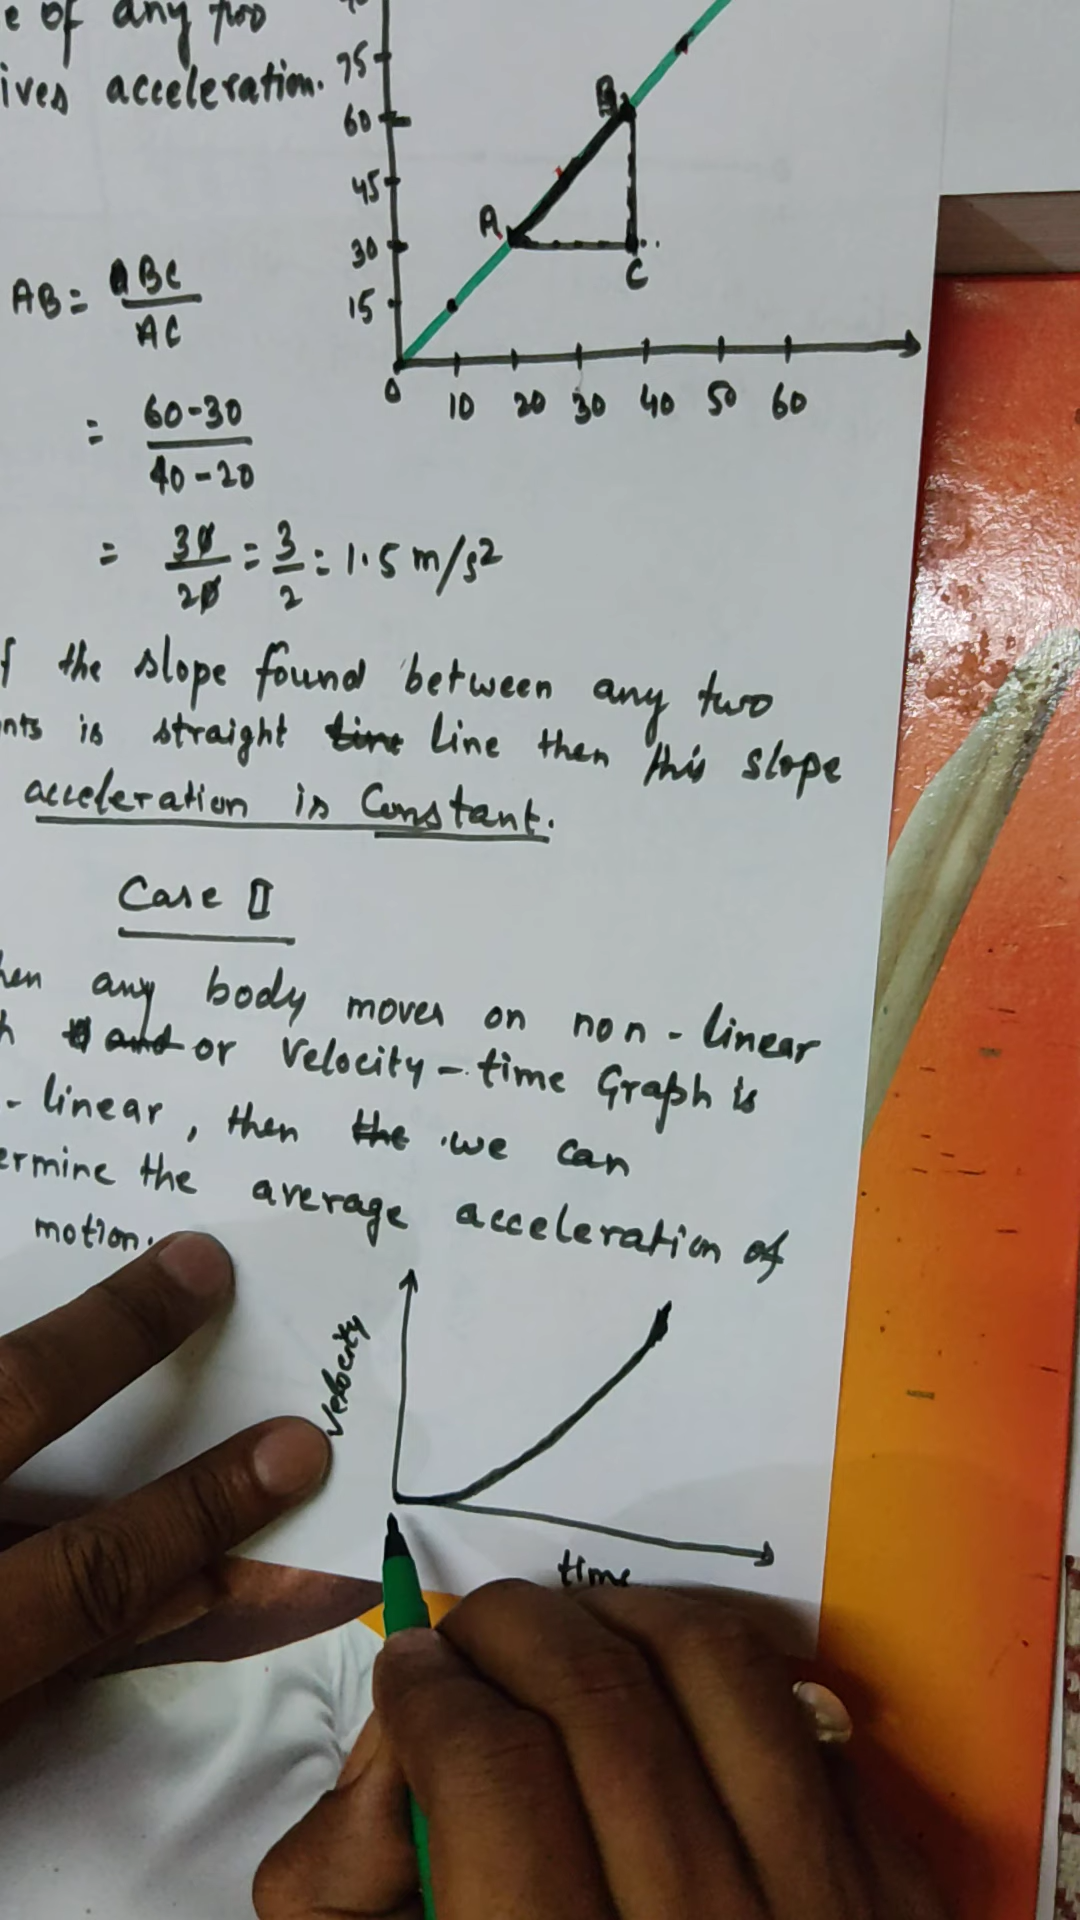 e of any
ives acceleration.
75
60
45
30
15
B
A
C
0 10 20 30 40 50 60
AB = BC
AC
= 60-30
40-20
= 30 = 3 = 1.5 m/s²
20 2
the slope found between any two
nts is straight line Line then this slope
acceleration is Constant.
Case II
hen any body moves on non-linear
h and or Velocity-time Graph is
- linear, then the we can
ermine the average acceleration of
motion.
Velocity
time